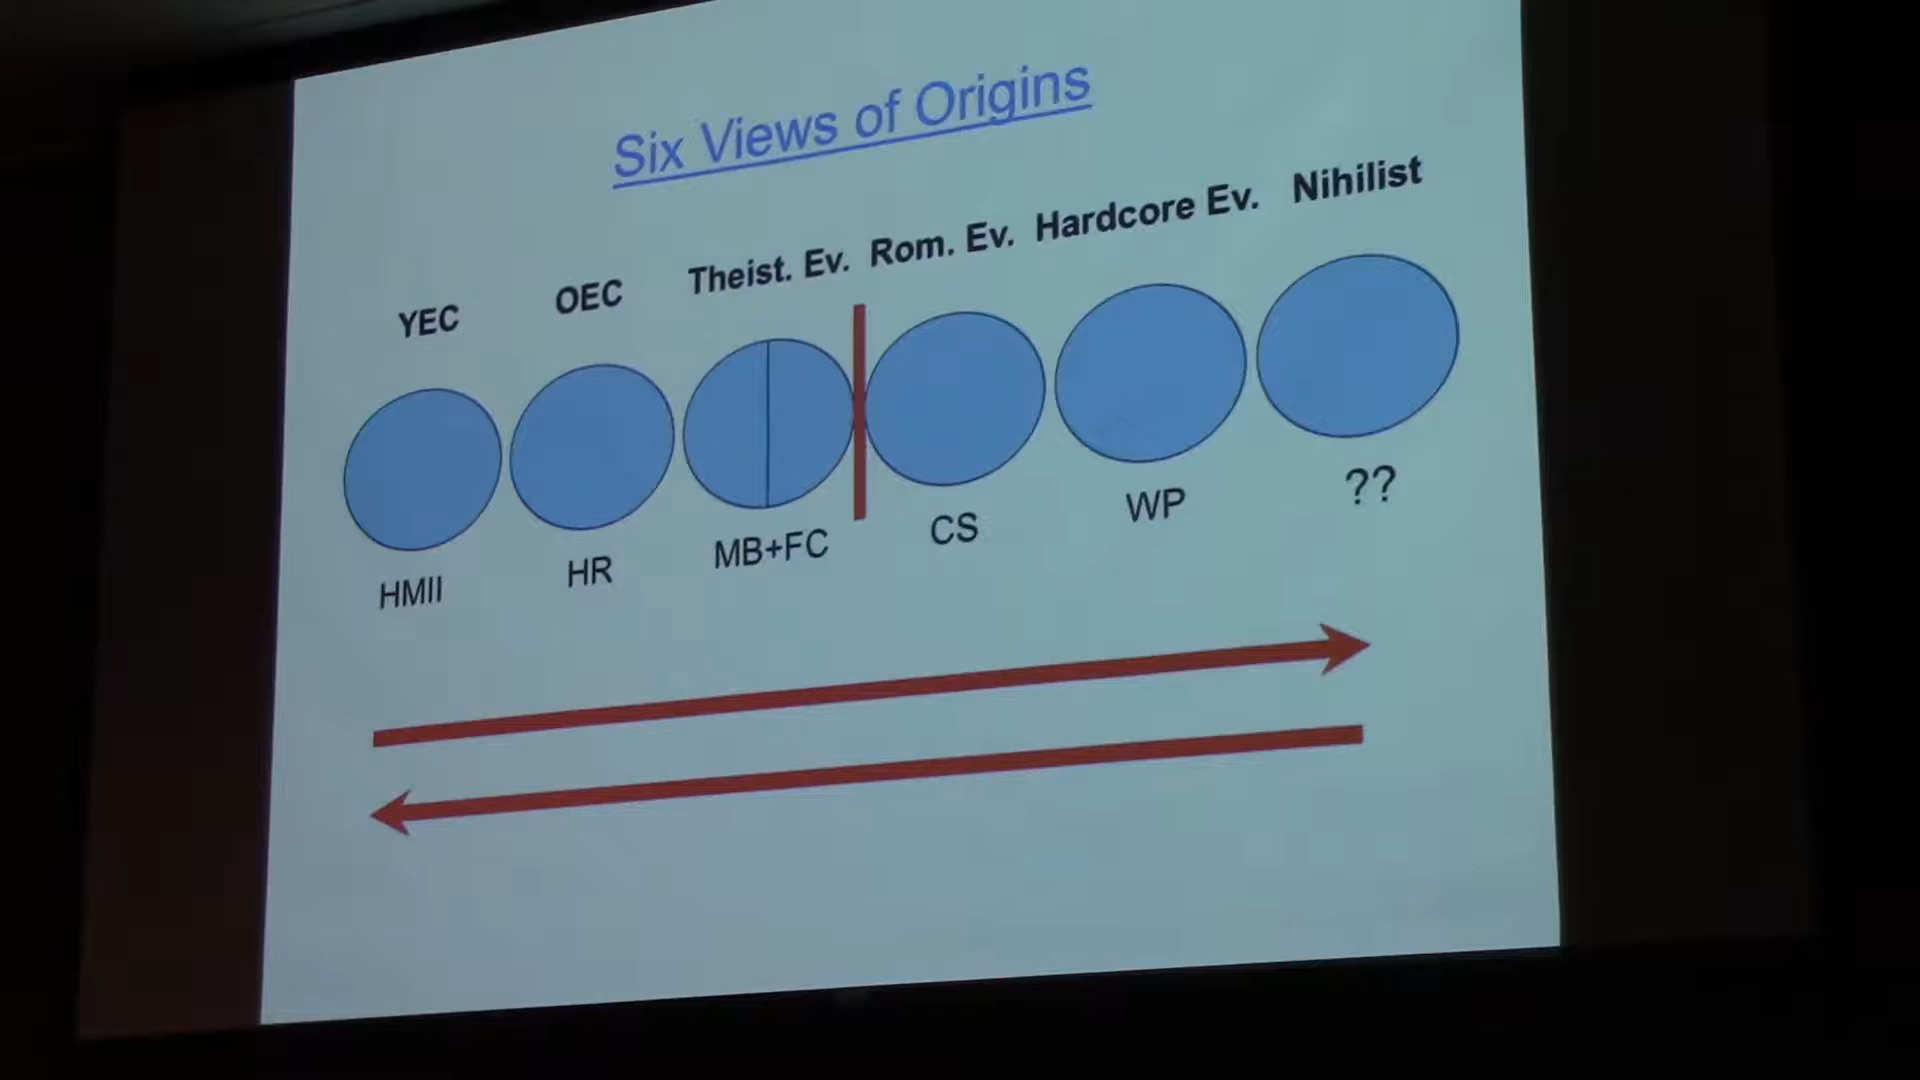 Six Views of Origins
YEC OEC Theist. Ev. Rom. Ev. Hardcore Ev. Nihilist
HMII HR MB+FC CS WP ??